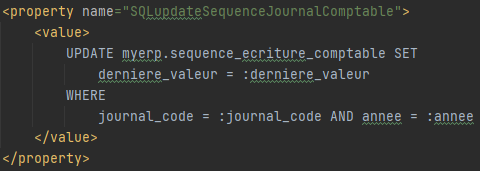 <property name="SQLupdateSequenceJournalComptable">
<value>
UPDATE myerp.sequence_ecriture_comptable SET
derniere_valeur = :derniere_valeur
WHERE
journal_code = :journal_code AND annee = :annee
</value>
</property>